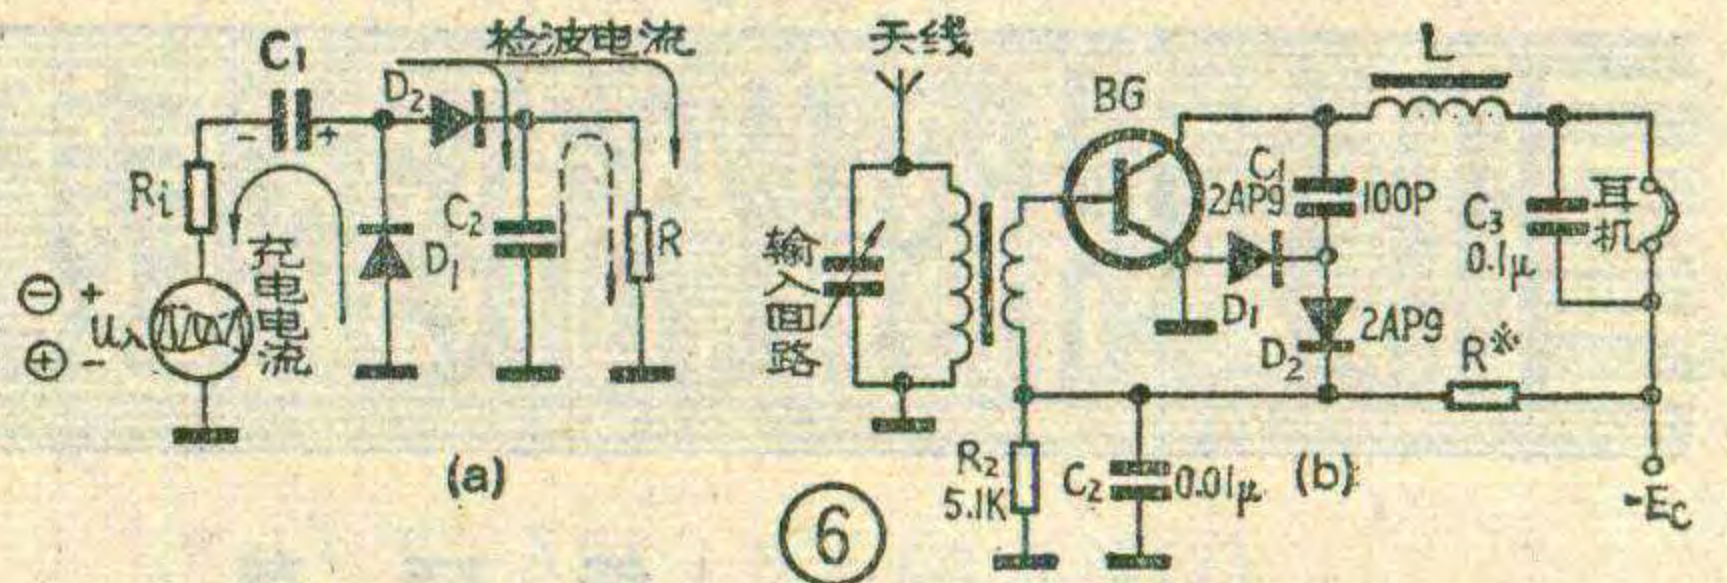 C₁
检波电流
D₂
- +
Rᵢ
充电电流
D₁
C₂
R
⊖ +
u入
⊕ -
(a)
天线
输入回路
BG
2AP9
C₁
100P
L
C₃
0.1μ
耳机
D₁
D₂
2AP9
R※
R₂
5.1K
C₂
0.01μ
(b)
-Ec
⑥